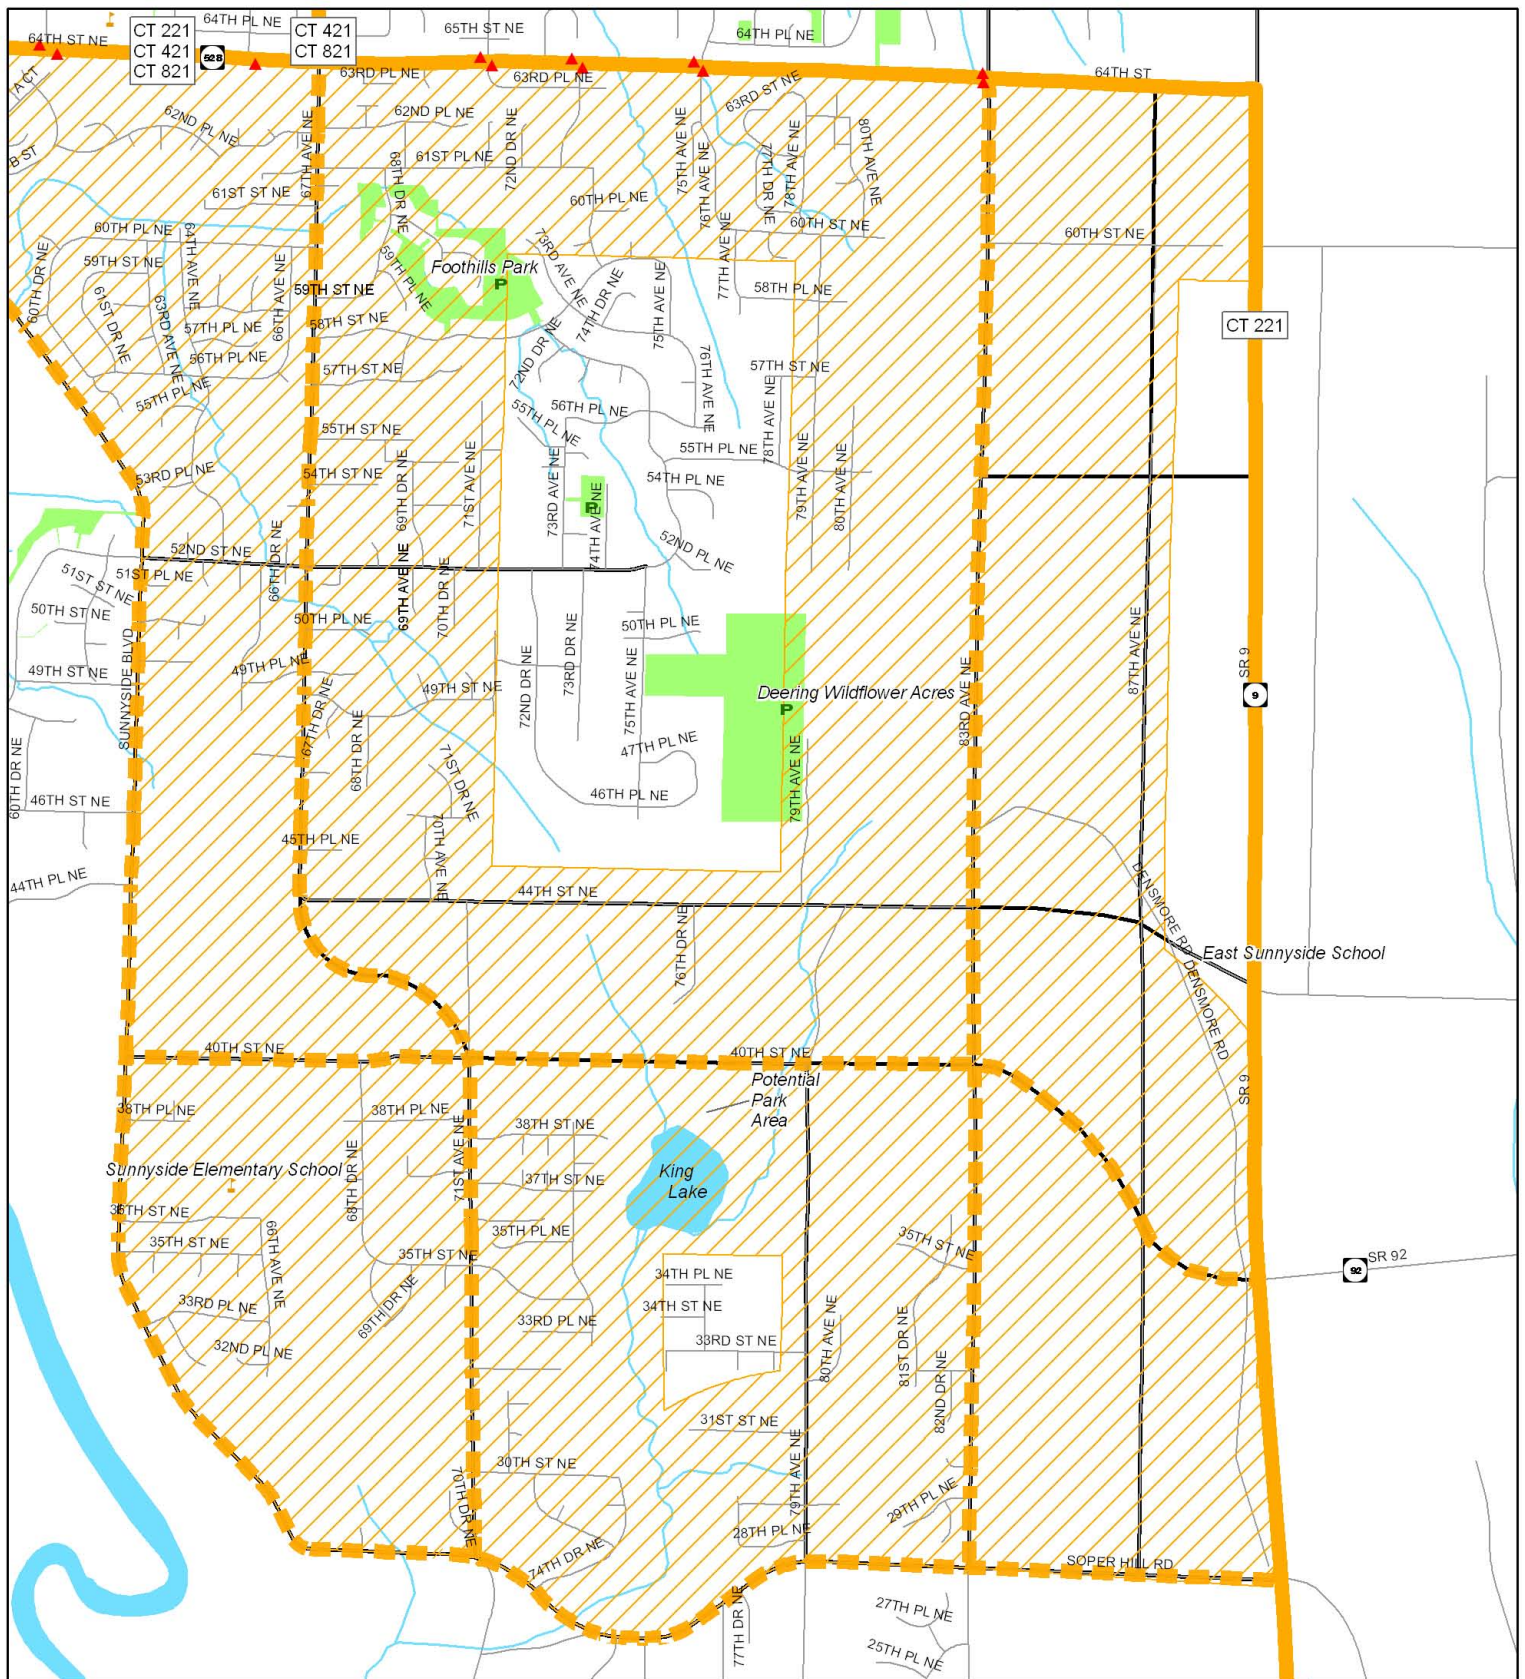 64TH PL NE
65TH ST NE
64TH PL NE
64TH ST NE
CT 221
CT 421
CT 821
528
CT 421
CT 821
63RD PL NE
63RD PL NE
64TH ST
63RD ST NE
A CT
B ST
62ND PL NE
62ND PL NE
67TH AVE NE
61ST PL NE
72ND DR NE
75TH AVE NE
76TH AVE NE
77TH DR NE
78TH AVE NE
80TH AVE NE
61ST ST NE
68TH DR NE
60TH PL NE
60TH ST NE
60TH ST NE
60TH PL NE
64TH AVE NE
60TH DR NE
59TH ST NE
66TH AVE NE
59TH PL NE
Foothills Park
P
73RD AVE NE
74TH DR NE
75TH AVE NE
77TH AVE NE
58TH PL NE
59TH ST NE
61ST DR NE
63RD AVE NE
57TH PL NE
58TH ST NE
72ND DR NE
CT 221
56TH PL NE
57TH ST NE
76TH AVE NE
57TH ST NE
55TH PL NE
56TH PL NE
55TH PL NE
78TH AVE NE
55TH ST NE
55TH PL NE
53RD PL NE
54TH ST NE
69TH DR NE
71ST AVE NE
73RD AVE NE
P
74TH AVE NE
54TH PL NE
79TH AVE NE
80TH AVE NE
52ND ST NE
66TH DR NE
52ND PL NE
51ST ST NE
51ST PL NE
69TH AVE NE
70TH DR NE
50TH ST NE
50TH PL NE
50TH PL NE
87TH AVE NE
SUNNYSIDE BLVD
49TH ST NE
49TH PL NE
67TH DR NE
49TH ST NE
72ND DR NE
73RD DR NE
75TH AVE NE
Deering Wildflower Acres
P
83RD AVE NE
SR 9
9
60TH DR NE
68TH DR NE
71ST DR NE
47TH PL NE
79TH AVE NE
46TH ST NE
46TH PL NE
45TH PL NE
70TH AVE NE
44TH PL NE
44TH ST NE
DENSMORE RD
76TH DR NE
East Sunnyside School
DENSMORE RD
40TH ST NE
40TH ST NE
Potential
Park
Area
SR 9
38TH PL NE
38TH PL NE
71ST AVE NE
38TH ST NE
Sunnyside Elementary School
68TH DR NE
37TH ST NE
King
Lake
35TH ST NE
66TH AVE NE
35TH PL NE
35TH ST NE
35TH ST NE
SR 92
92
34TH PL NE
33RD PL NE
69TH DR NE
34TH ST NE
33RD PL NE
33RD ST NE
80TH AVE NE
81ST DR NE
32ND PL NE
82ND DR NE
31ST ST NE
30TH ST NE
79TH AVE NE
70TH DR NE
29TH PL NE
28TH PL NE
74TH DR NE
SOPER HILL RD
77TH DR NE
27TH PL NE
25TH PL NE